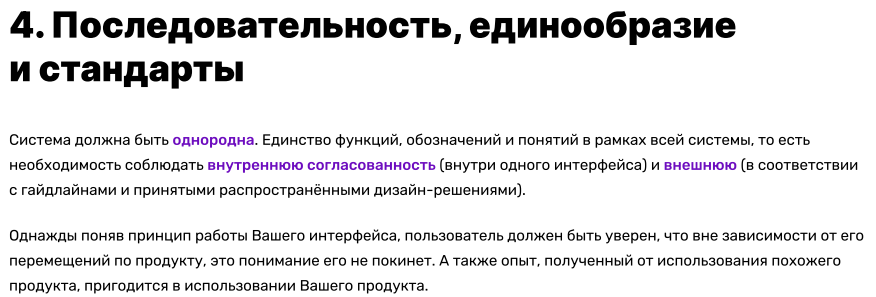 4. Последовательность, единообразие
и стандарты
Система должна быть однородна. Единство функций, обозначений и понятий в рамках всей системы, то есть
необходимость соблюдать внутреннюю согласованность (внутри одного интерфейса) и внешнюю (в соответствии
с гайдлайнами и принятыми распространёнными дизайн-решениями).
Однажды поняв принцип работы Вашего интерфейса, пользователь должен быть уверен, что вне зависимости от его
перемещений по продукту, это понимание его не покинет. А также опыт, полученный от использования похожего
продукта, пригодится в использовании Вашего продукта.